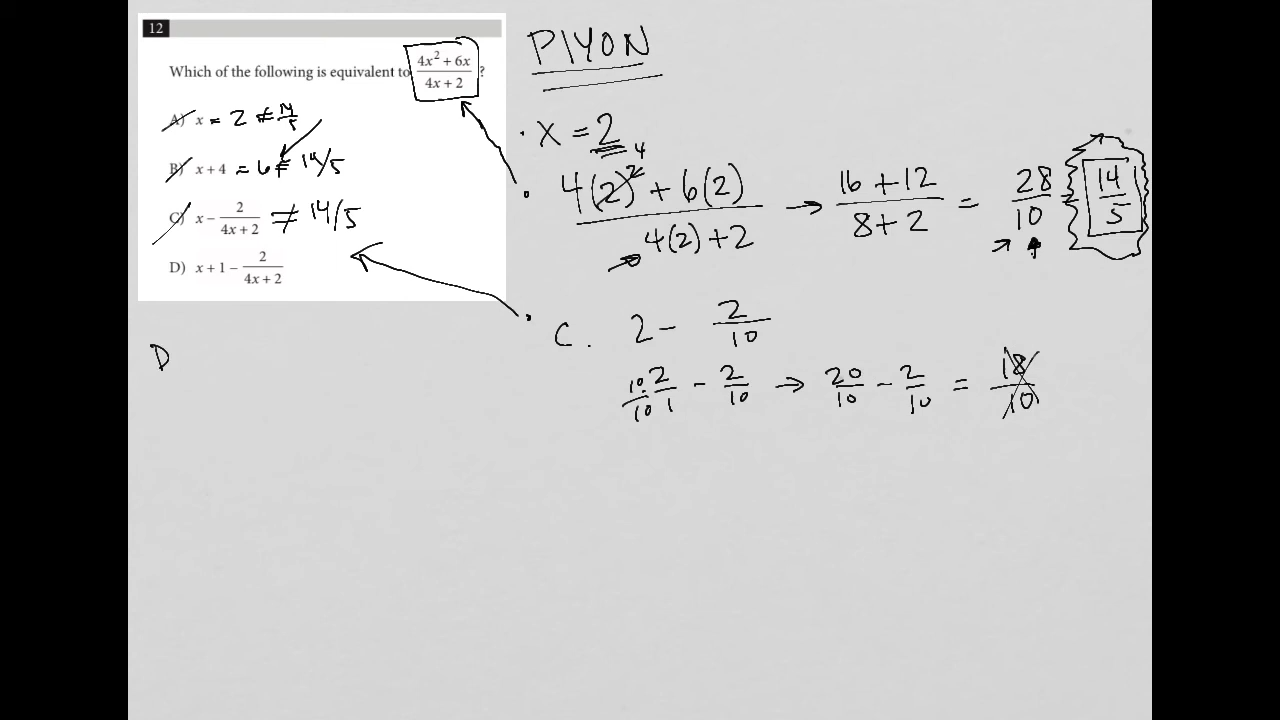 12
Which of the following is equivalent to (4x² + 6x)/(4x + 2) ?
A) x = 2 ≠ 14/5
B) x + 4 = 6 ≠ 14/5
C) x − 2/(4x + 2) ≠ 14/5
D) x + 1 − 2/(4x + 2)
D
PIYON
· X = 2
· (4(2)² + 6(2))/(4(2) + 2) → (16 + 12)/(8 + 2) = 28/10 = 14/5
4
· C. 2 − 2/10
10/10 · 2/1 − 2/10 → 20/10 − 2/10 = 18/10